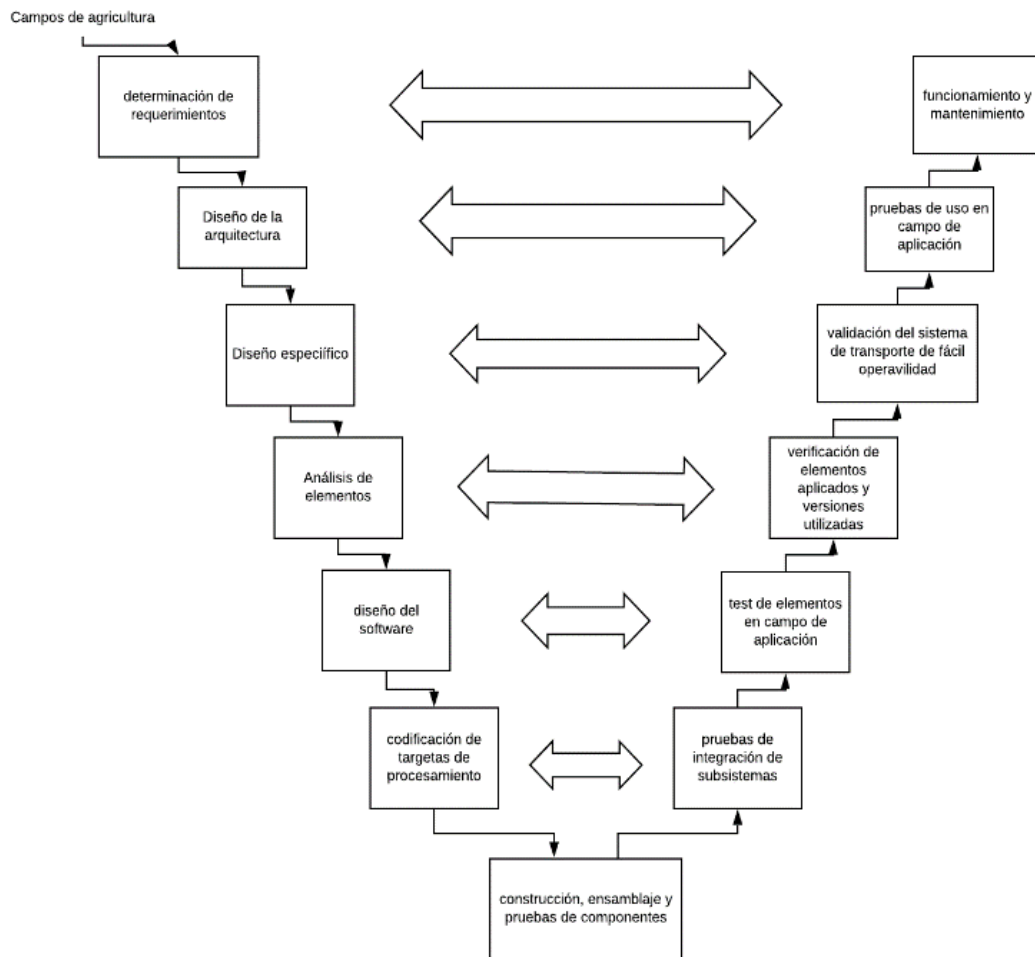 Campos de agricultura
determinación de
requerimientos
funcionamiento y
mantenimiento
Diseño de la
arquitectura
pruebas de uso en
campo de
aplicación
Diseño especiífico
validación del sistema
de transporte de fácil
operavilidad
Análisis de
elementos
verificación de
elementos
aplicados y
versiones
utilizadas
diseño del
software
test de elementos
en campo de
aplicación
codificación de
targetas de
procesamiento
pruebas de
integración de
subsistemas
construcción, ensamblaje y
pruebas de componentes